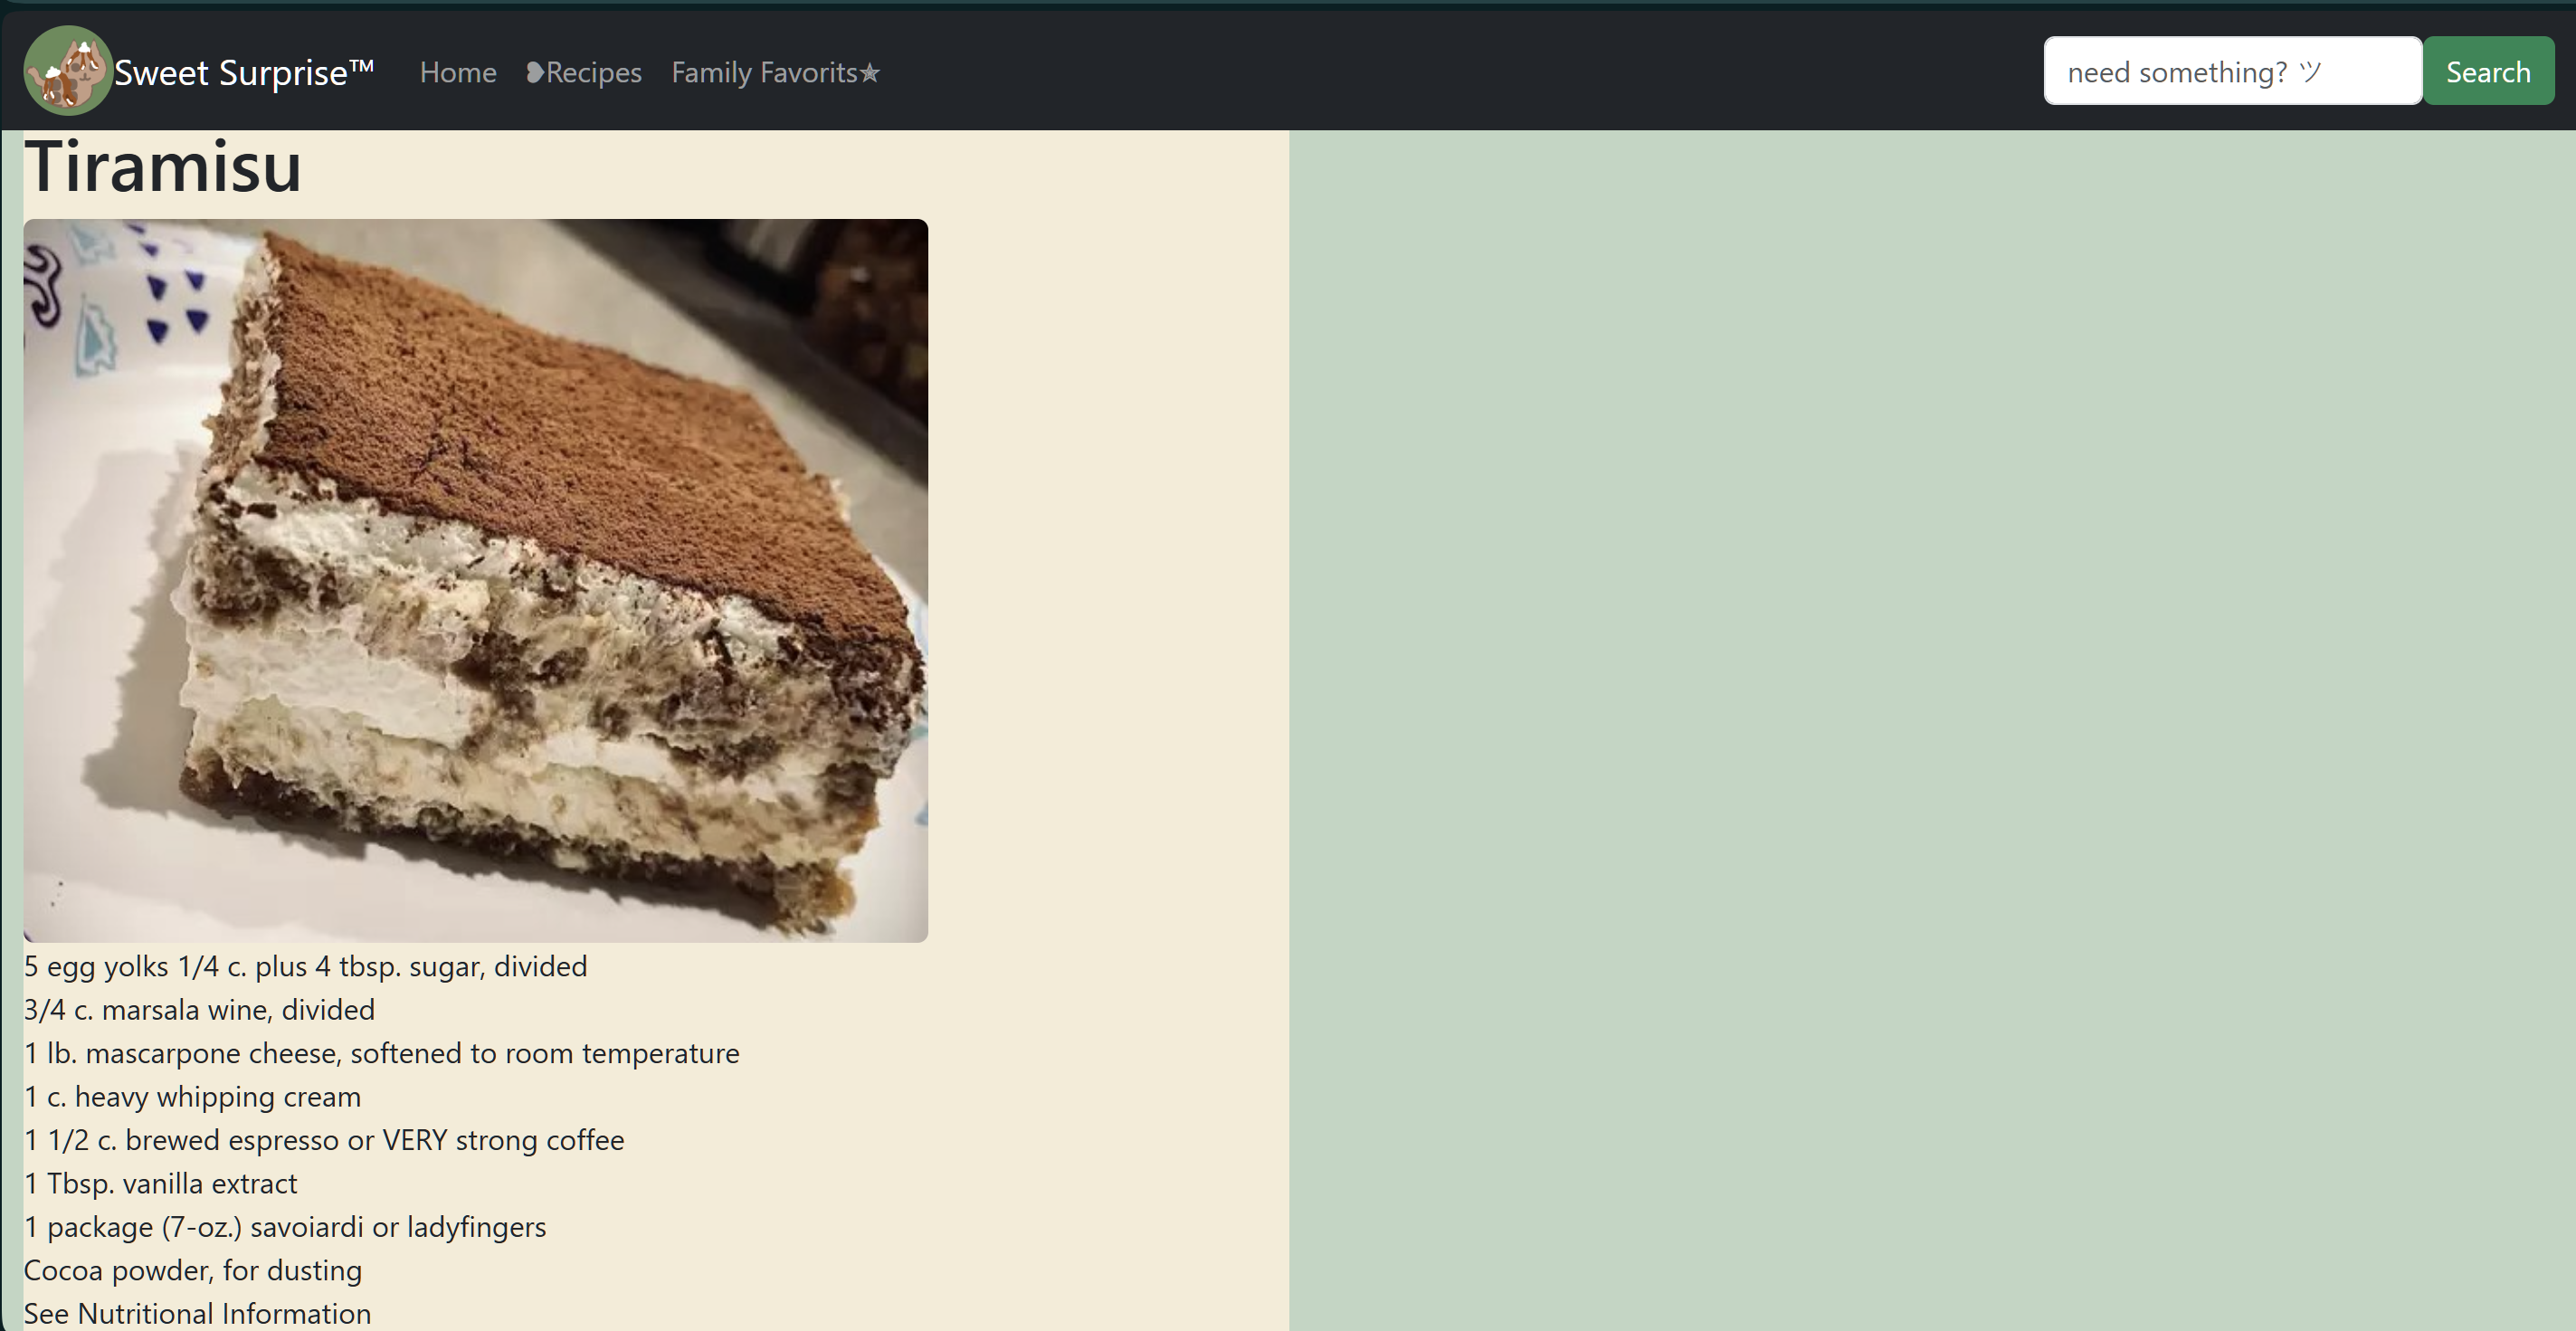 Sweet Surprise™ Home ❥Recipes Family Favorits✯ need something? ツ Search
Tiramisu
5 egg yolks 1/4 c. plus 4 tbsp. sugar, divided
3/4 c. marsala wine, divided
1 lb. mascarpone cheese, softened to room temperature
1 c. heavy whipping cream
1 1/2 c. brewed espresso or VERY strong coffee
1 Tbsp. vanilla extract
1 package (7-oz.) savoiardi or ladyfingers
Cocoa powder, for dusting
See Nutritional Information